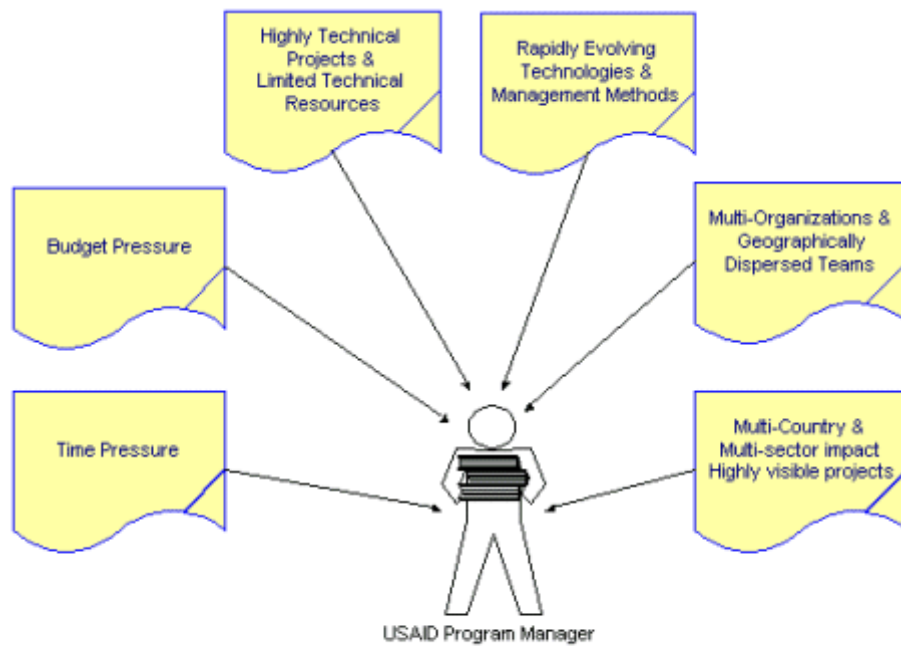 Highly Technical
Projects &
Limited Technical
Resources
Rapidly Evolving
Technologies &
Management Methods
Budget Pressure
Multi-Organizations &
Geographically
Dispersed Teams
Time Pressure
Multi-Country &
Multi-sector impact
Highly visible projects
USAID Program Manager